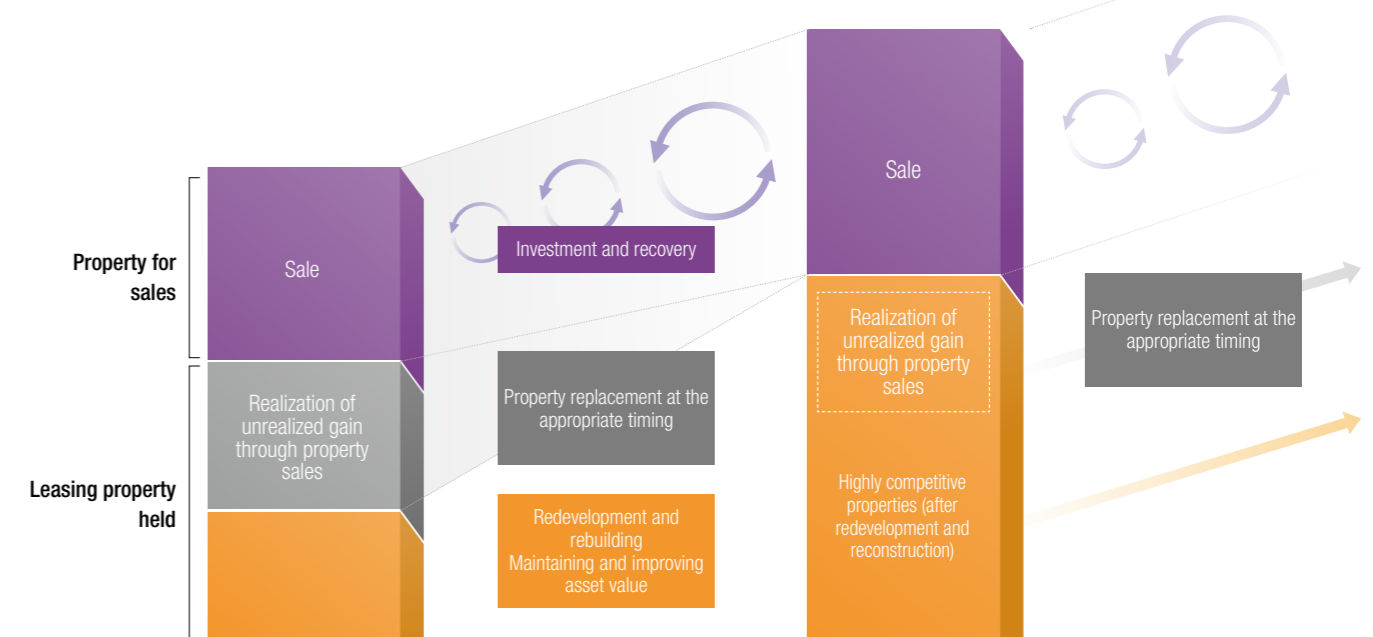 Property for
sales
Leasing property
held
Sale
Realization of
unrealized gain
through property
sales
Investment and recovery
Property replacement at the
appropriate timing
Redevelopment and
rebuilding
Maintaining and improving
asset value
Sale
Realization of
unrealized gain
through property
sales
Highly competitive
properties (after
redevelopment and
reconstruction)
Property replacement at the
appropriate timing